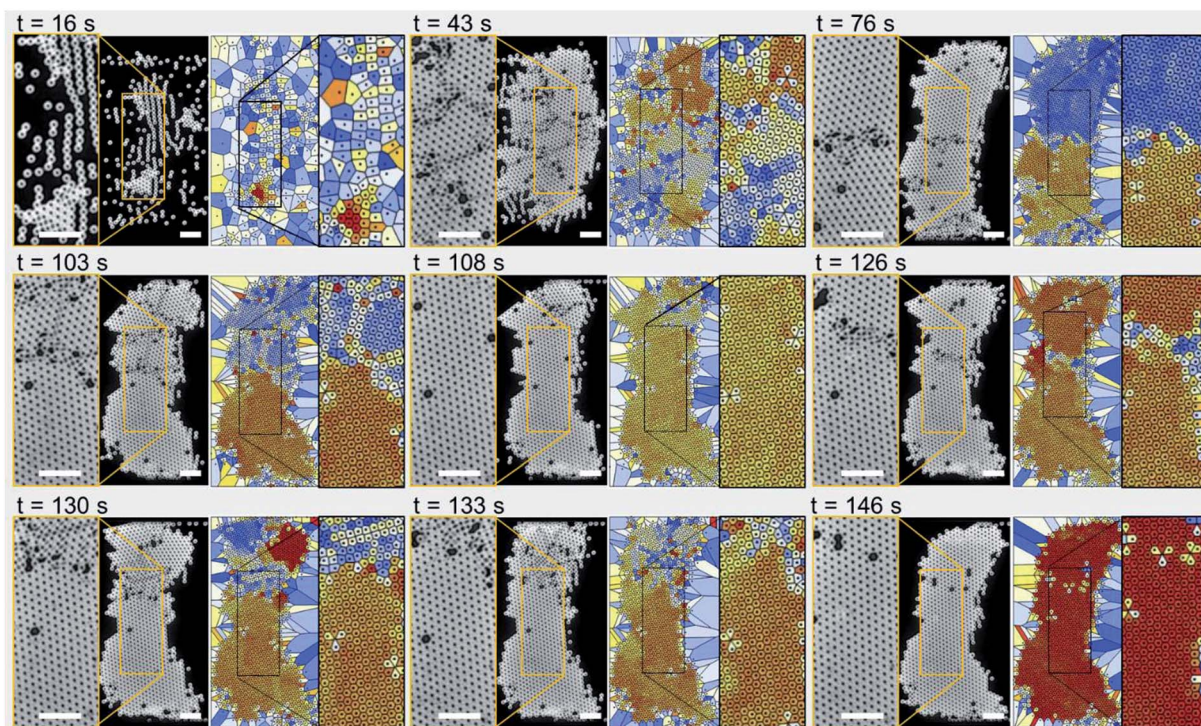 t = 16 s
t = 43 s
t = 76 s
t = 103 s
t = 108 s
t = 126 s
t = 130 s
t = 133 s
t = 146 s